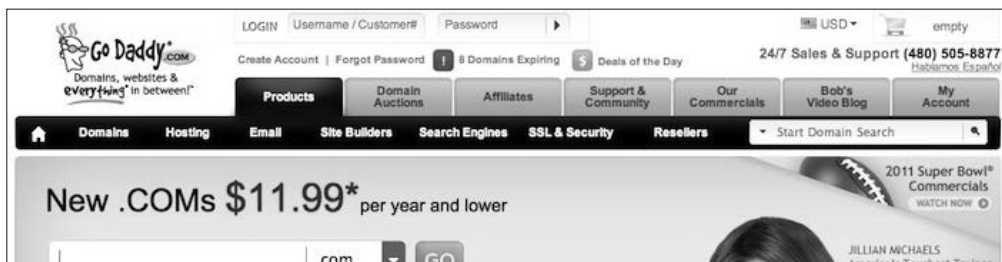 LOGIN Username / Customer# Password USD empty
Go Daddy.COM
Create Account | Forgot Password ! 8 Domains Expiring $ Deals of the Day 24/7 Sales & Support (480) 505-8877
Hablamos Español
Domains, websites &
everything* in between!™
Products Domain Auctions Affiliates Support & Community Our Commercials Bob's Video Blog My Account
Domains Hosting Email Site Builders Search Engines SSL & Security Resellers Start Domain Search
2011 Super Bowl®
Commercials
WATCH NOW
New .COMs $11.99* per year and lower
.com GO
JILLIAN MICHAELS
America's Toughest Trainer